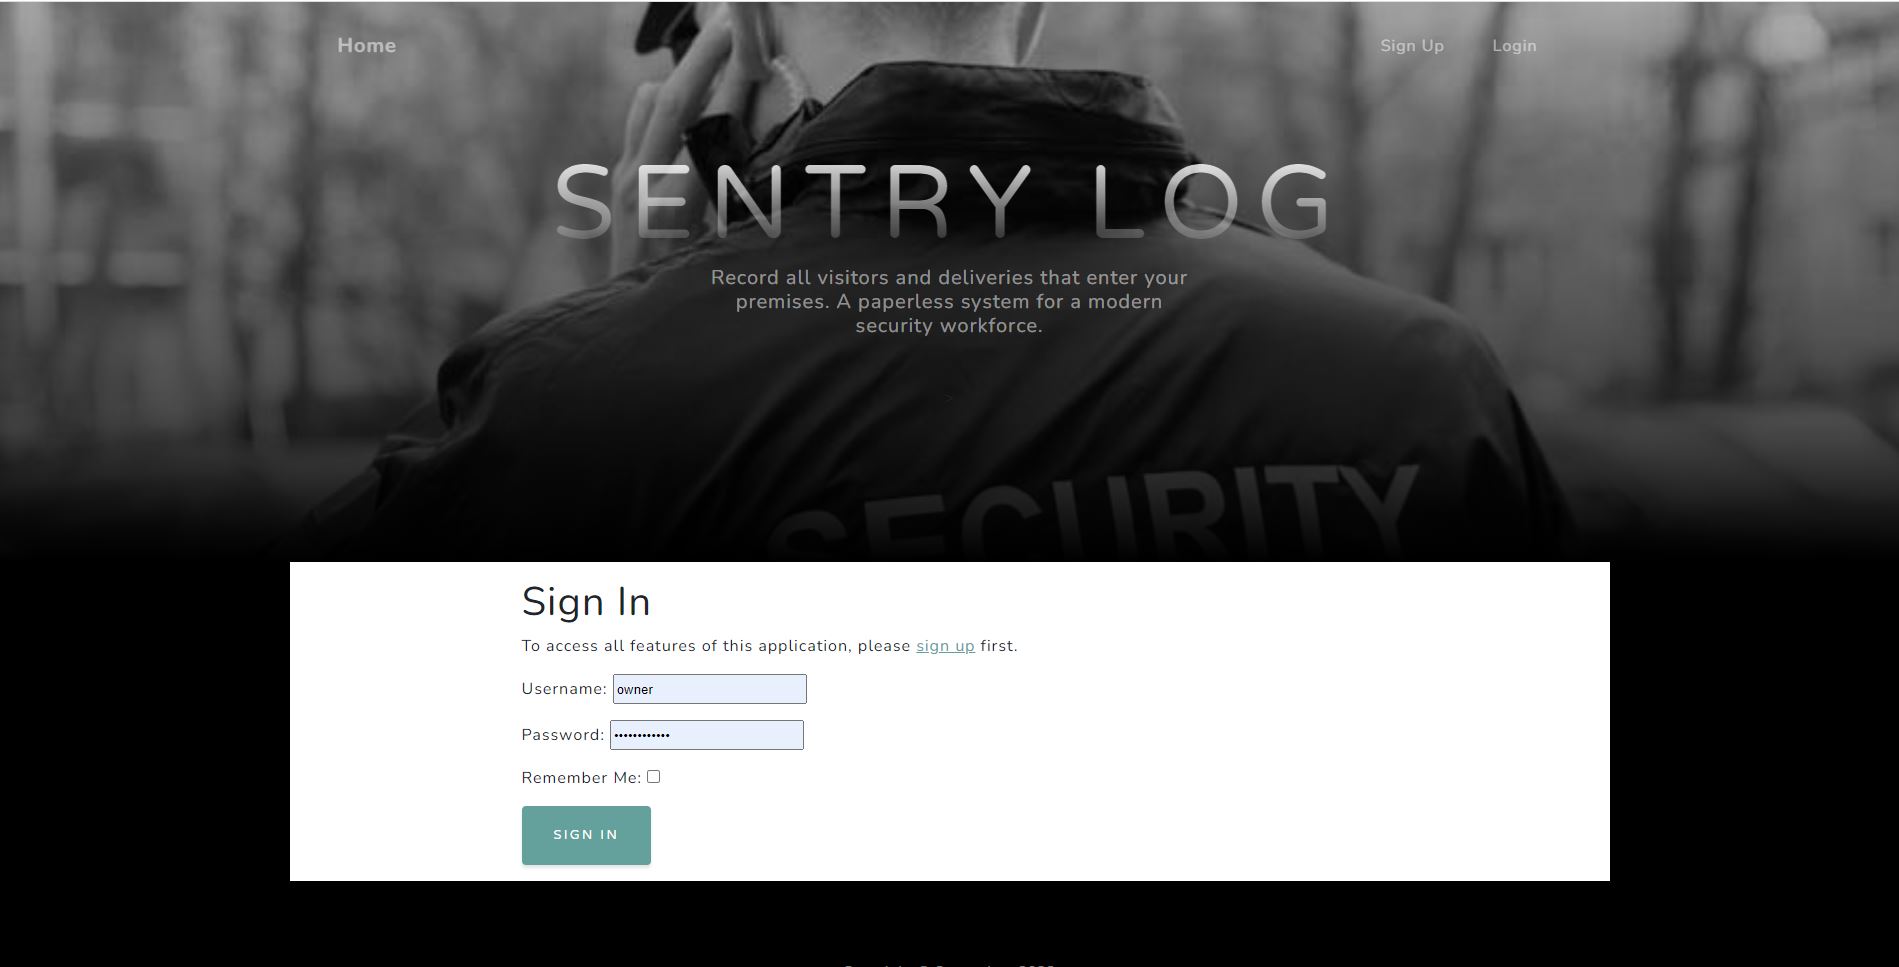 Home
Sign Up
Login
SENTRY LOG
Record all visitors and deliveries that enter your
premises. A paperless system for a modern
security workforce.
>
SECURITY
Sign In
To access all features of this application, please sign up first.
Username: owner
Password: ••••••••••••
Remember Me:
SIGN IN